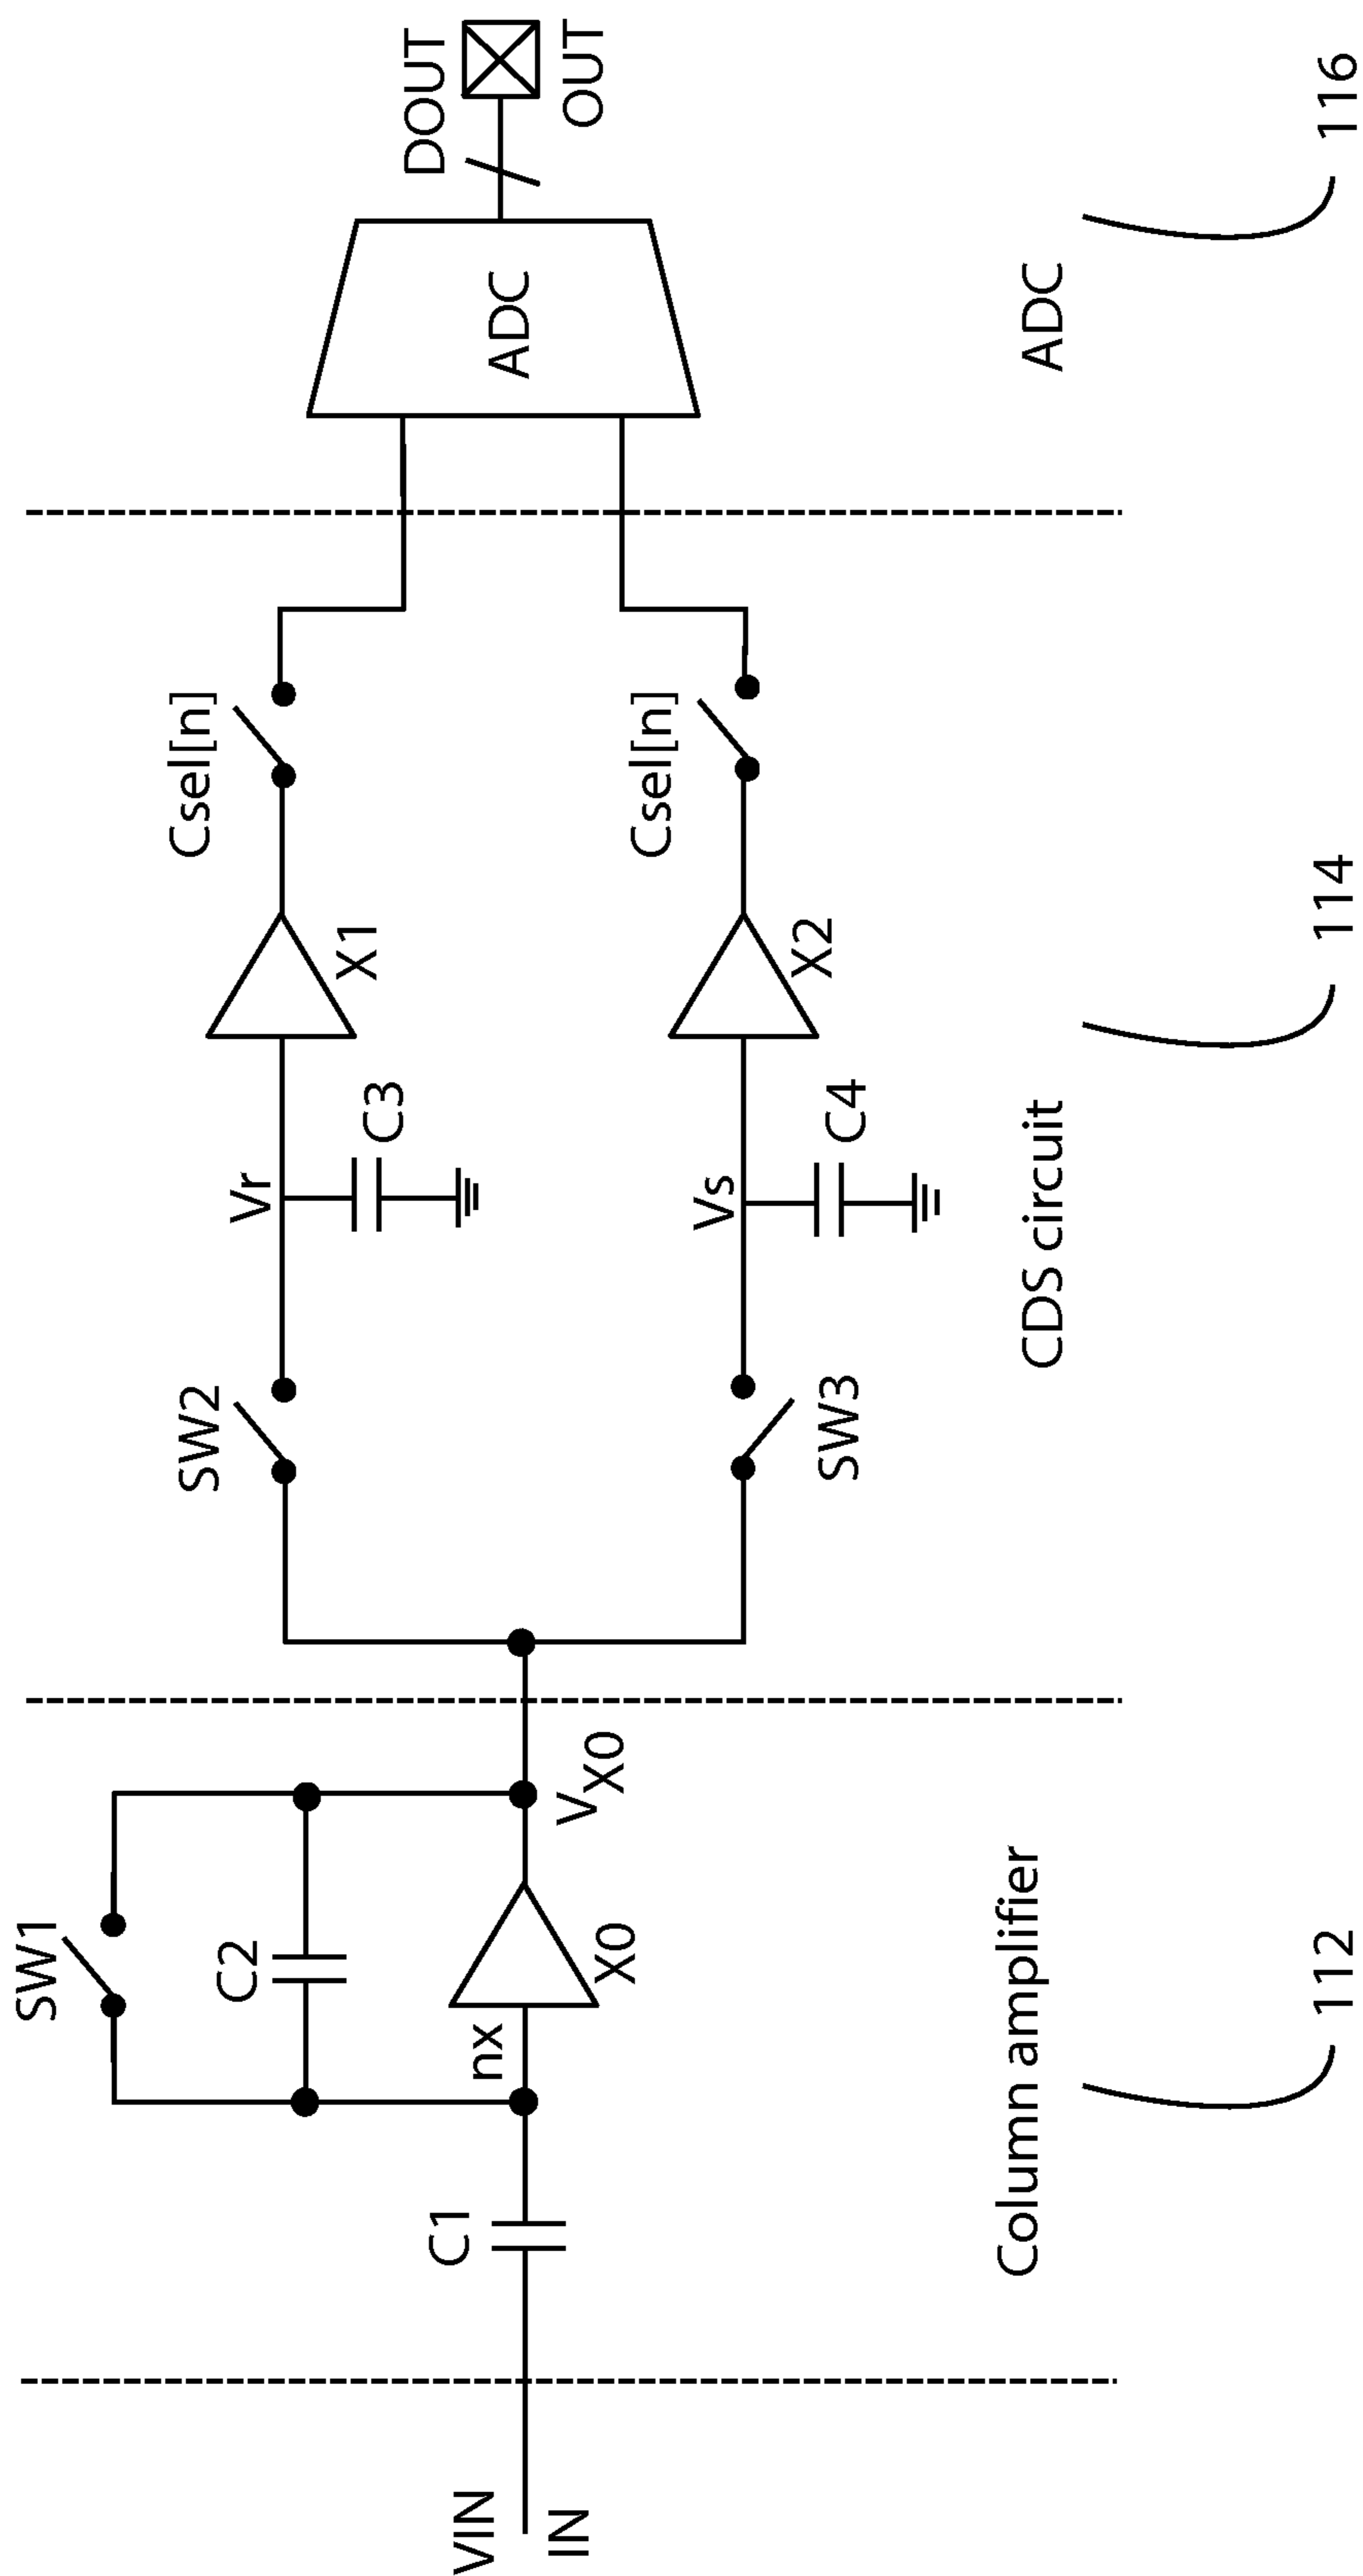 VIN
IN
C1
nx
SW1
C2
X0
VX0
SW2
Vr
C3
X1
Csel[n]
SW3
Vs
C4
X2
Csel[n]
ADC
DOUT
OUT
Column amplifier
CDS circuit
ADC
112
114
116